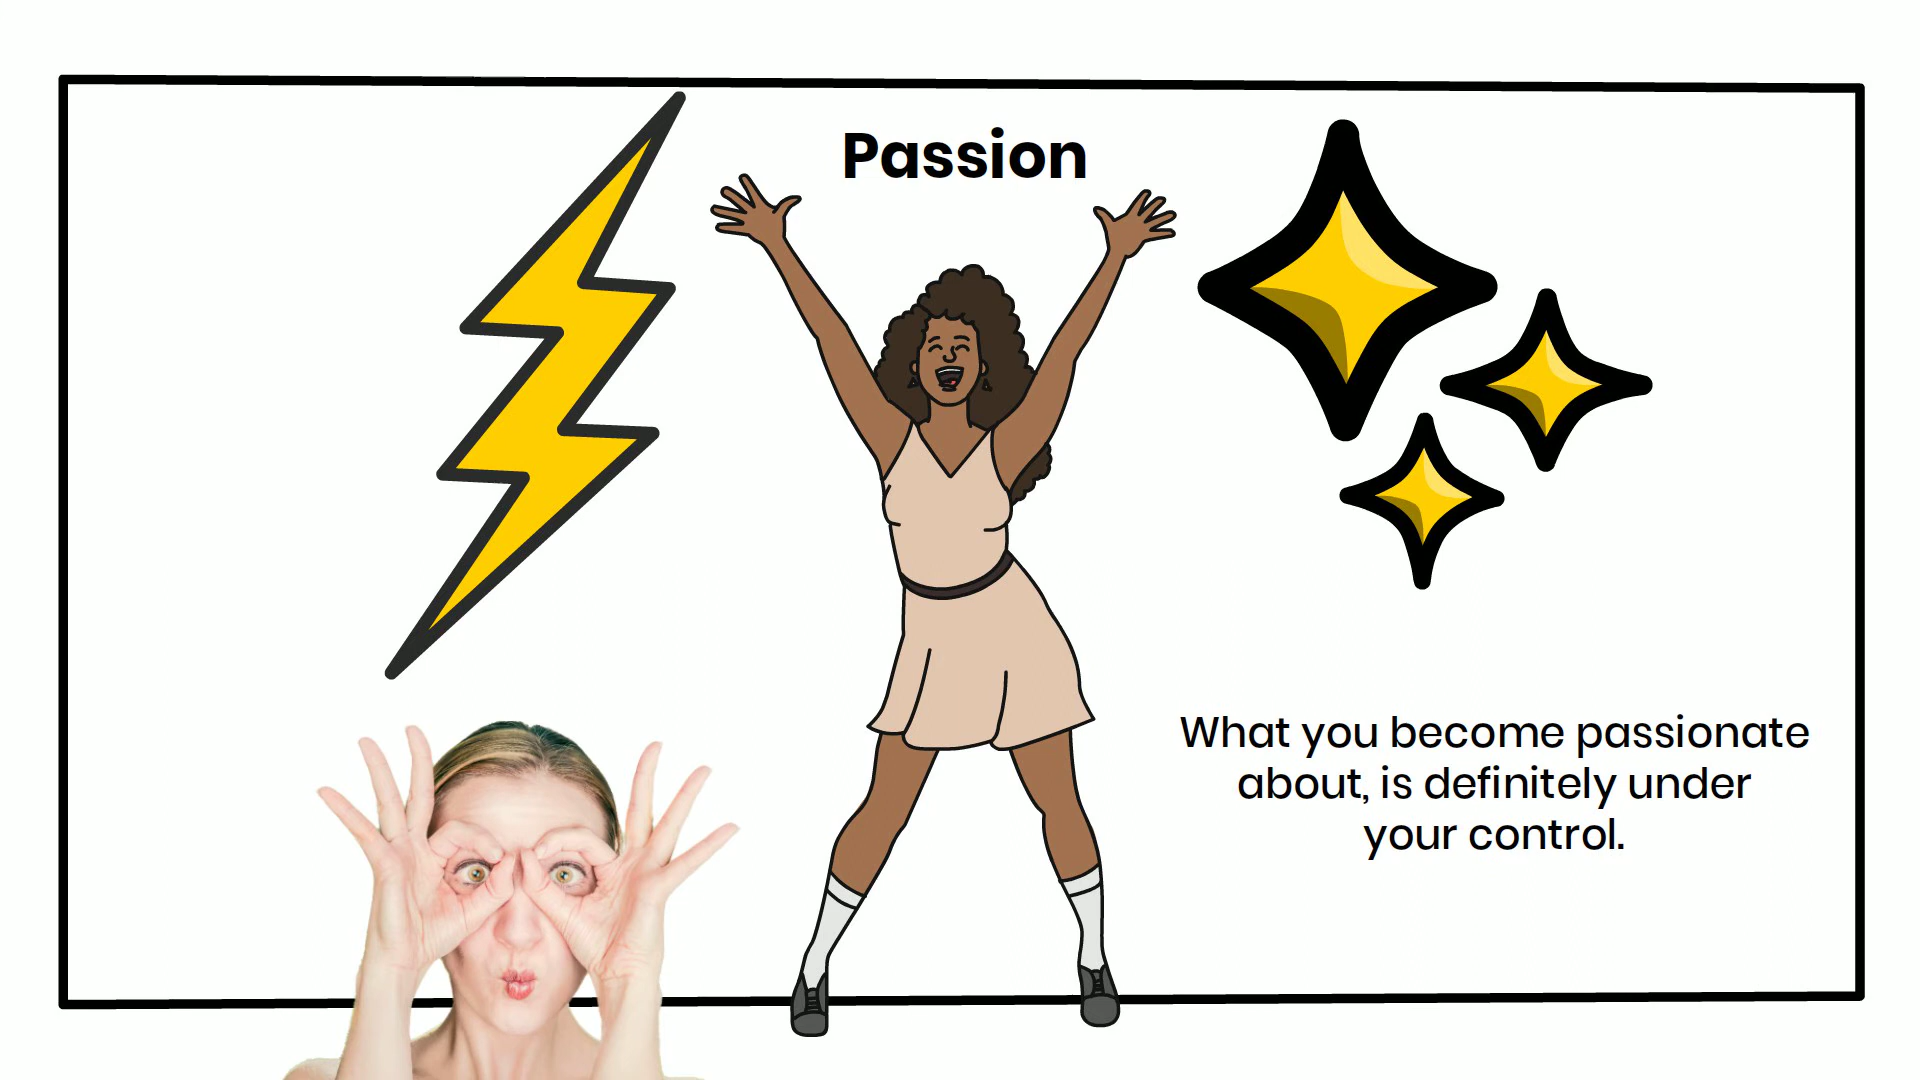 Passion
What you become passionate
about, is definitely under
your control.